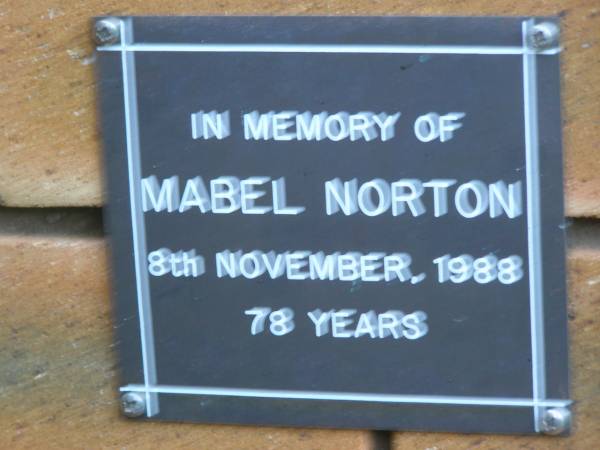 IN MEMORY OF
MABEL NORTON
8th NOVEMBER, 1988
78 YEARS